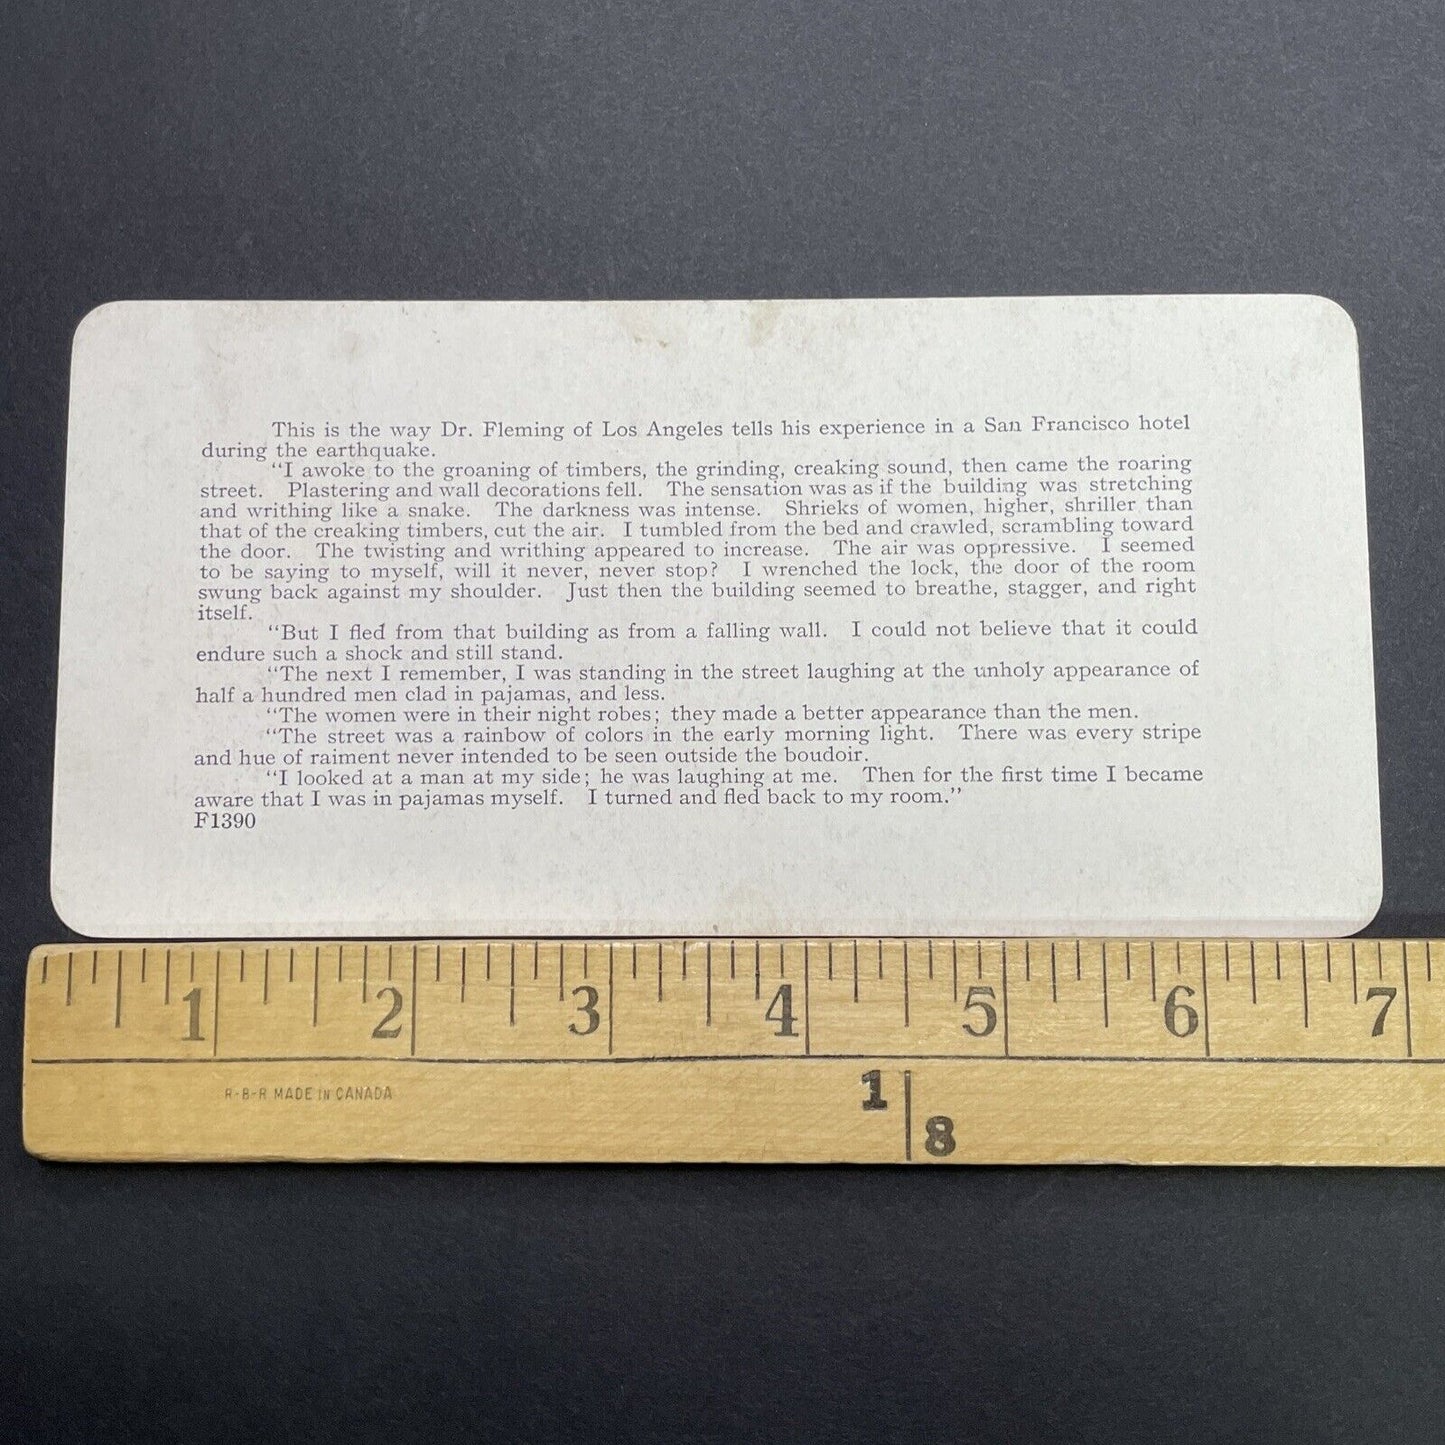 This is the way Dr. Fleming of Los Angeles tells his experience in a San Francisco hotel
during the earthquake.
"I awoke to the groaning of timbers, the grinding, creaking sound, then came the roaring
street. Plastering and wall decorations fell. The sensation was as if the building was stretching
and writhing like a snake. The darkness was intense. Shrieks of women, higher, shriller than
that of the creaking timbers, cut the air. I tumbled from the bed and crawled, scrambling toward
the door. The twisting and writhing appeared to increase. The air was oppressive. I seemed
to be saying to myself, will it never, never stop? I wrenched the lock, the door of the room
swung back against my shoulder. Just then the building seemed to breathe, stagger, and right
itself.
"But I fled from that building as from a falling wall. I could not believe that it could
endure such a shock and still stand.
"The next I remember, I was standing in the street laughing at the unholy appearance of
half a hundred men clad in pajamas, and less.
"The women were in their night robes; they made a better appearance than the men.
"The street was a rainbow of colors in the early morning light. There was every stripe
and hue of raiment never intended to be seen outside the boudoir.
"I looked at a man at my side; he was laughing at me. Then for the first time I became
aware that I was in pajamas myself. I turned and fled back to my room."
F1390
1 2 3 4 5 6 7
R-B-R MADE IN CANADA
1 8